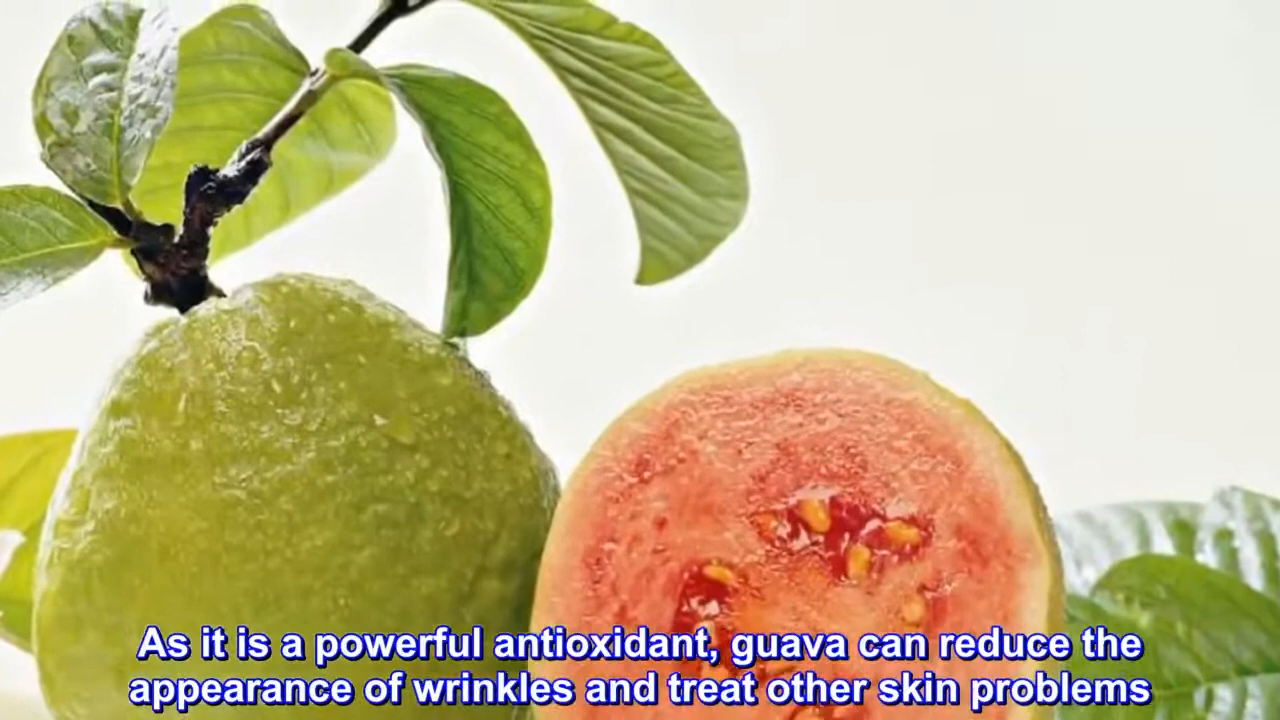 As it is a powerful antioxidant, guava can reduce the
appearance of wrinkles and treat other skin problems